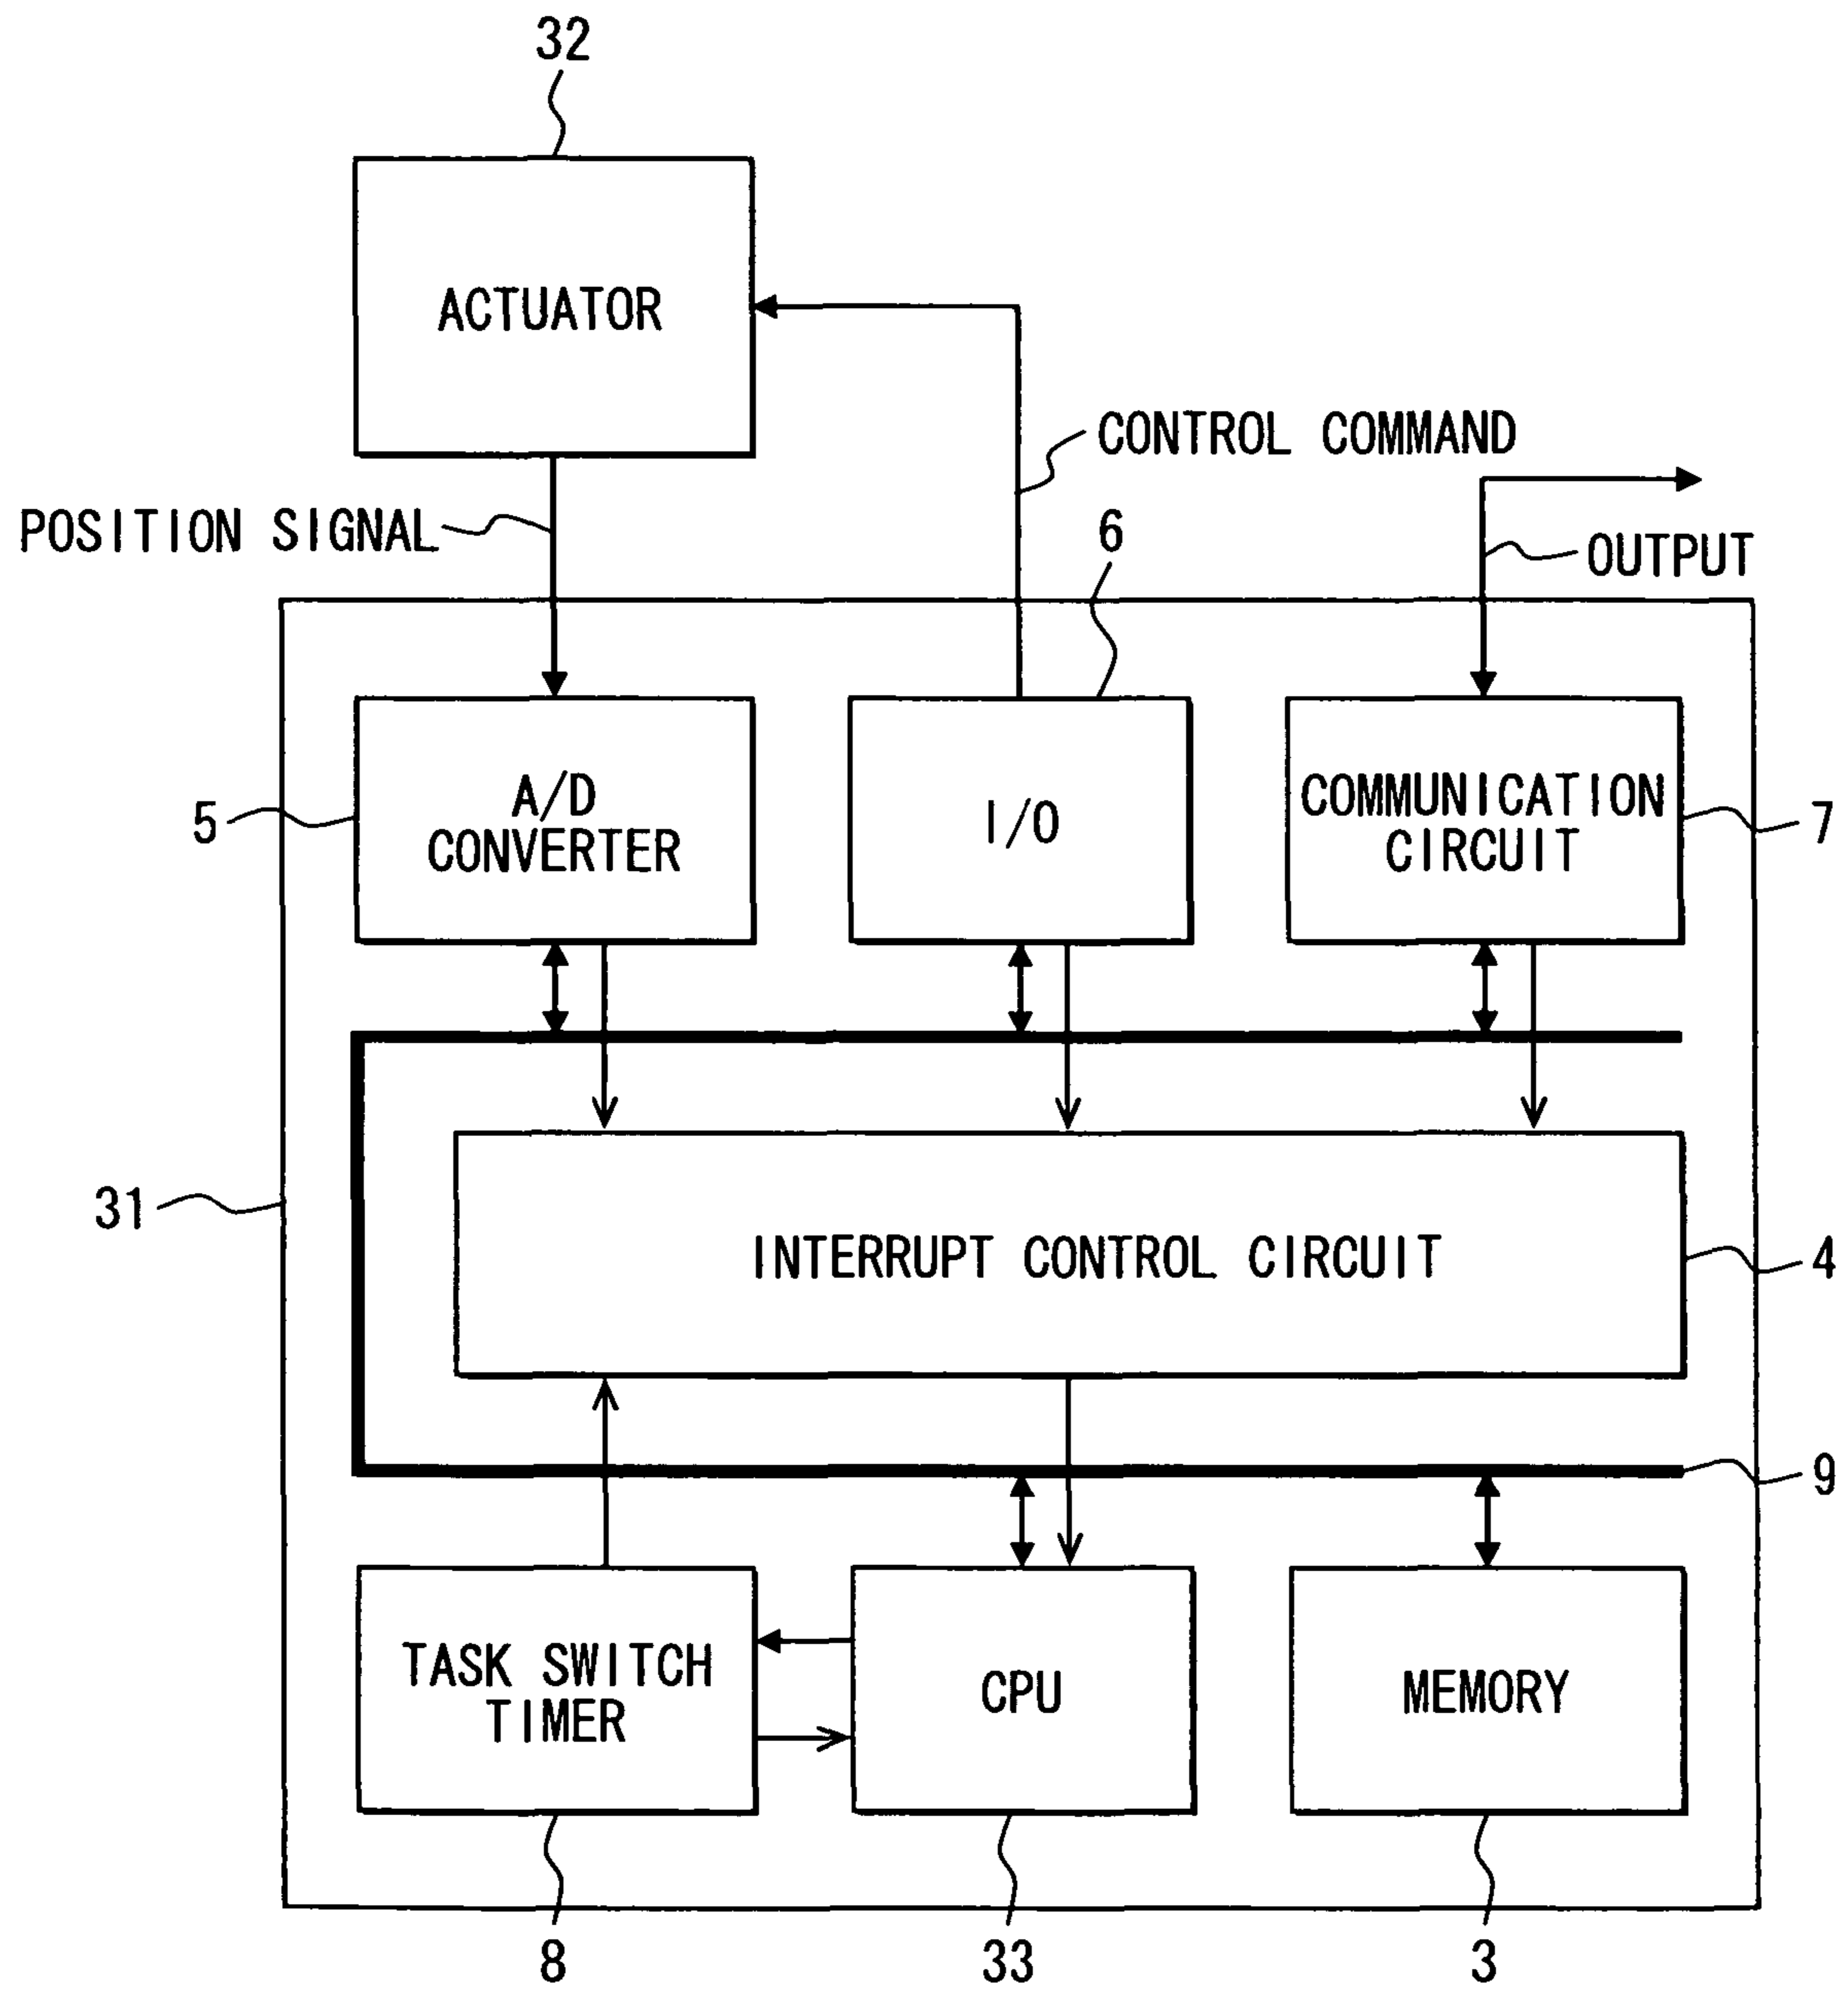 32
ACTUATOR
CONTROL COMMAND
POSITION SIGNAL
6
OUTPUT
5
A/D
CONVERTER
I/O
COMMUNICATION
CIRCUIT
7
31
INTERRUPT CONTROL CIRCUIT
4
9
TASK SWITCH
TIMER
CPU
MEMORY
8
33
3